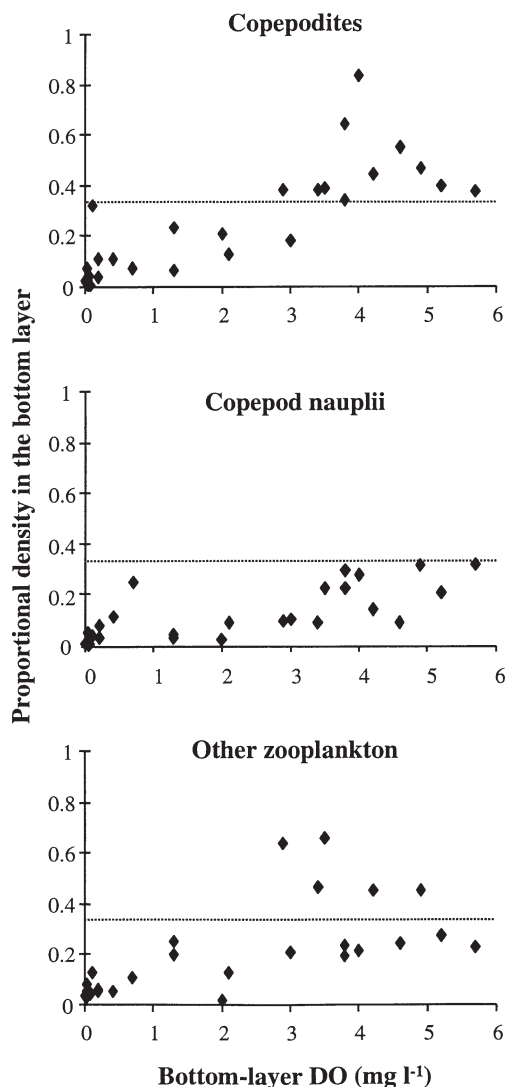 Copepodites
1
0.8
0.6
0.4
0.2
0
0 1 2 3 4 5 6
Copepod nauplii
1
0.8
0.6
0.4
0.2
0
0 1 2 3 4 5 6
Other zooplankton
1
0.8
0.6
0.4
0.2
0
0 1 2 3 4 5 6
Proportional density in the bottom layer
Bottom-layer DO (mg l⁻¹)